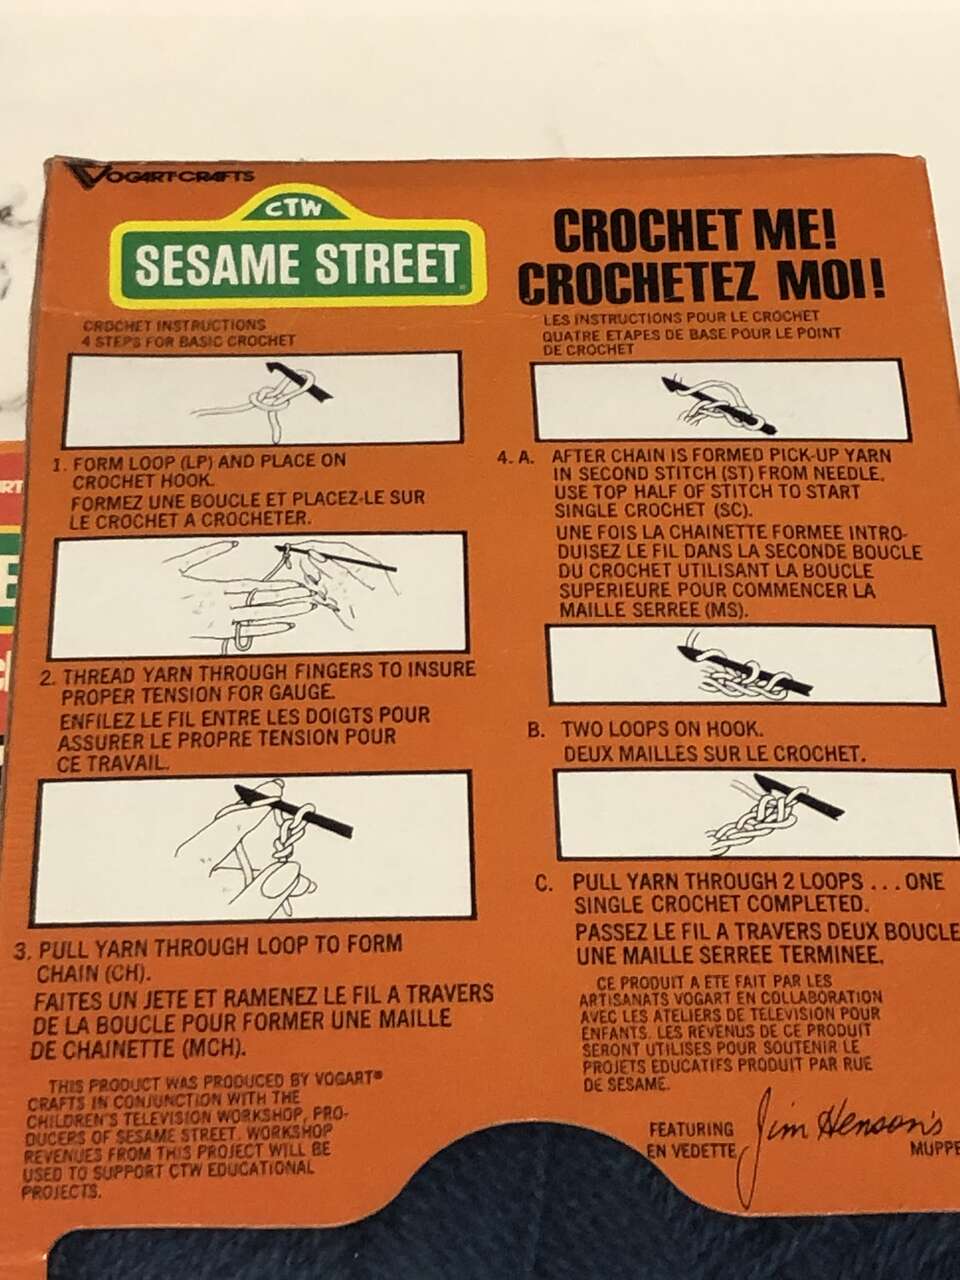 VOGART CRAFTS
CTW
SESAME STREET
CROCHET INSTRUCTIONS
4 STEPS FOR BASIC CROCHET
1. FORM LOOP (LP) AND PLACE ON
CROCHET HOOK.
FORMEZ UNE BOUCLE ET PLACEZ-LE SUR
LE CROCHET A CROCHETER.
2. THREAD YARN THROUGH FINGERS TO INSURE
PROPER TENSION FOR GAUGE.
ENFILEZ LE FIL ENTRE LES DOIGTS POUR
ASSURER LE PROPRE TENSION POUR
CE TRAVAIL.
3. PULL YARN THROUGH LOOP TO FORM
CHAIN (CH).
FAITES UN JETE ET RAMENEZ LE FIL A TRAVERS
DE LA BOUCLE POUR FORMER UNE MAILLE
DE CHAINETTE (MCH).
THIS PRODUCT WAS PRODUCED BY VOGART®
CRAFTS IN CONJUNCTION WITH THE
CHILDREN'S TELEVISION WORKSHOP, PRO-
DUCERS OF SESAME STREET. WORKSHOP
REVENUES FROM THIS PROJECT WILL BE
USED TO SUPPORT CTW EDUCATIONAL
PROJECTS.
CROCHET ME!
CROCHETEZ MOI!
LES INSTRUCTIONS POUR LE CROCHET
QUATRE ETAPES DE BASE POUR LE POINT
DE CROCHET
4. A. AFTER CHAIN IS FORMED PICK-UP YARN
IN SECOND STITCH (ST) FROM NEEDLE.
USE TOP HALF OF STITCH TO START
SINGLE CROCHET (SC).
UNE FOIS LA CHAINETTE FORMEE INTRO-
DUISEZ LE FIL DANS LA SECONDE BOUCLE
DU CROCHET UTILISANT LA BOUCLE
SUPERIEURE POUR COMMENCER LA
MAILLE SERREE (MS).
B. TWO LOOPS ON HOOK.
DEUX MAILLES SUR LE CROCHET.
C. PULL YARN THROUGH 2 LOOPS . . . ONE
SINGLE CROCHET COMPLETED.
PASSEZ LE FIL A TRAVERS DEUX BOUCLE
UNE MAILLE SERREE TERMINEE.
CE PRODUIT A ETE FAIT PAR LES
ARTISANATS VOGART EN COLLABORATION
AVEC LES ATELIERS DE TELEVISION POUR
ENFANTS. LES REVENUS DE CE PRODUIT
SERONT UTILISES POUR SOUTENIR LE
PROJETS EDUCATIFS PRODUIT PAR RUE
DE SESAME.
FEATURING
EN VEDETTE
Jim Henson's
MUPPE